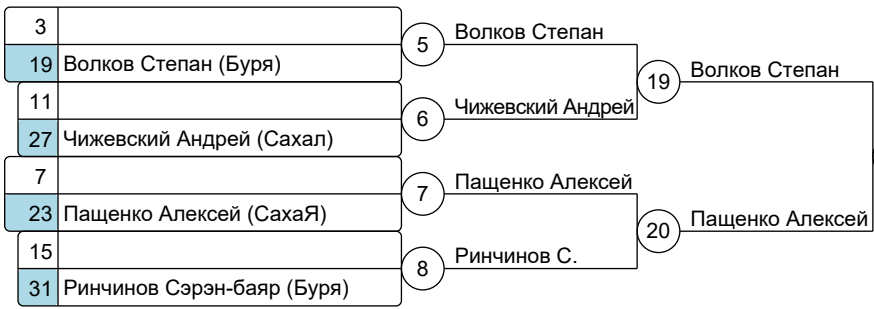 3
5
Волков Степан
19 Волков Степан (Буря)
19
Волков Степан
11
6
Чижевский Андрей
27 Чижевский Андрей (Сахал)
7
7
Пащенко Алексей
23 Пащенко Алексей (СахаЯ)
20
Пащенко Алексей
15
8
Ринчинов С.
31 Ринчинов Сэрэн-баяр (Буря)